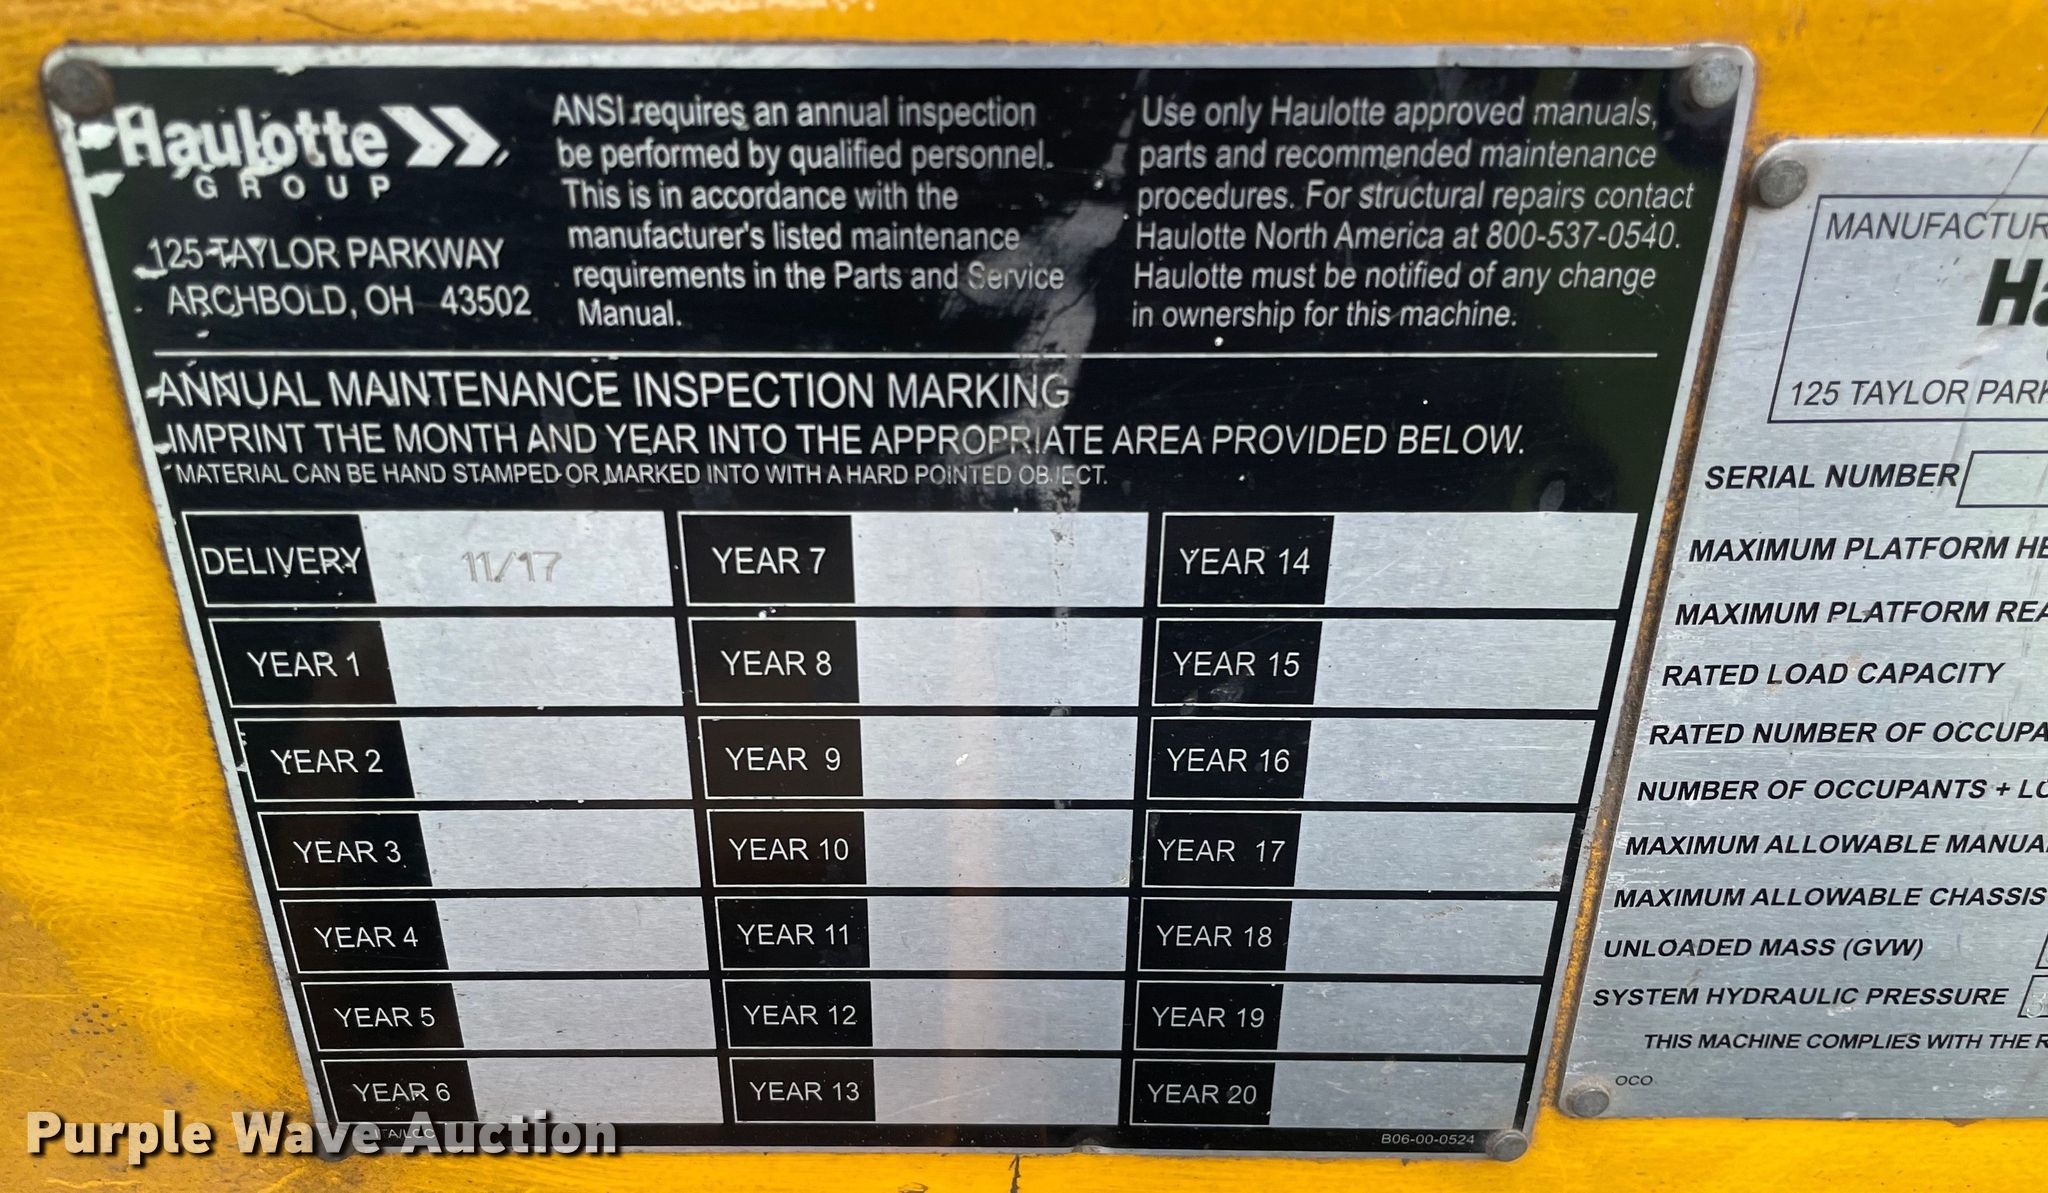 Haulotte
GROUP
125 TAYLOR PARKWAY
ARCHBOLD, OH 43502
ANSI requires an annual inspection
be performed by qualified personnel.
This is in accordance with the
manufacturer's listed maintenance
requirements in the Parts and Service
Manual.
Use only Haulotte approved manuals,
parts and recommended maintenance
procedures. For structural repairs contact
Haulotte North America at 800-537-0540.
Haulotte must be notified of any change
in ownership for this machine.
ANNUAL MAINTENANCE INSPECTION MARKING
IMPRINT THE MONTH AND YEAR INTO THE APPROPRIATE AREA PROVIDED BELOW.
MATERIAL CAN BE HAND STAMPED OR MARKED INTO WITH A HARD POINTED OBJECT.
DELIVERY 11/17
YEAR 1
YEAR 2
YEAR 3
YEAR 4
YEAR 5
YEAR 6
YEAR 7
YEAR 8
YEAR 9
YEAR 10
YEAR 11
YEAR 12
YEAR 13
YEAR 14
YEAR 15
YEAR 16
YEAR 17
YEAR 18
YEAR 19
YEAR 20
B06-00-0524
MANUFACTUR
Ha
125 TAYLOR PARK
SERIAL NUMBER
MAXIMUM PLATFORM HE
MAXIMUM PLATFORM REA
RATED LOAD CAPACITY
RATED NUMBER OF OCCUPA
NUMBER OF OCCUPANTS + LO
MAXIMUM ALLOWABLE MANUA
MAXIMUM ALLOWABLE CHASSIS
UNLOADED MASS (GVW)
SYSTEM HYDRAULIC PRESSURE
THIS MACHINE COMPLIES WITH THE R
OCO
Purple Wave Auction